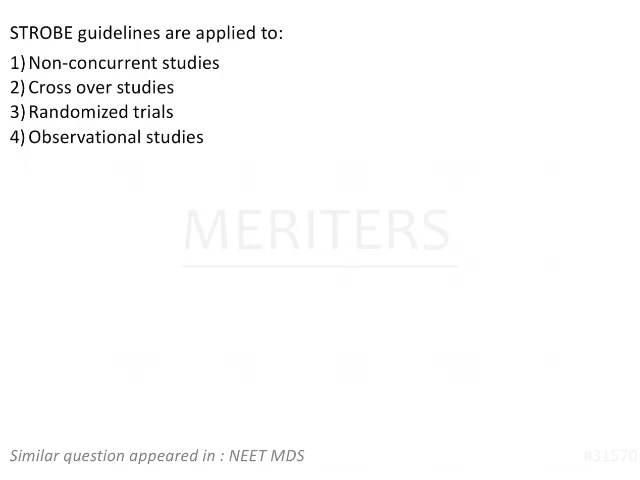 STROBE guidelines are applied to:
1) Non-concurrent studies
2) Cross over studies
3) Randomized trials
4) Observational studies
MERITERS
Similar question appeared in : NEET MDS
#31570